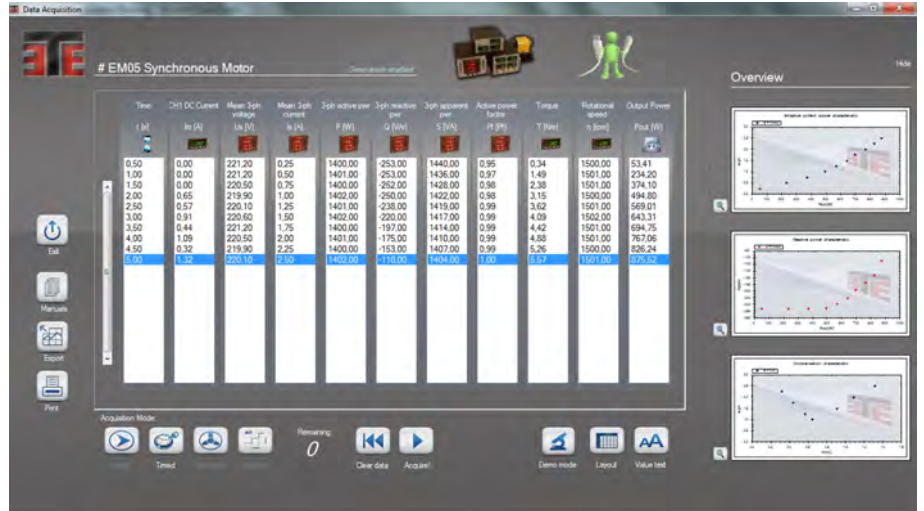 Data Acquisition
ETE
# EM05 Synchronous Motor
Demo mode enabled
Hide
Overview
Time CH1 DC Current Mean 3-ph voltage Mean 3-ph current 3-ph active pwr 3-ph reactive pwr 3-ph apparent pwr Active power factor Torque Rotational speed Output Power
t [s] Im [A] Us [V] Is [A] P [W] Q [VAr] S [VA] Pf [Pf] T [Nm] n [rpm] Pout [W]
0,50 0,00 221,20 0,25 1400,00 -253,00 1440,00 0,95 0,34 1500,00 53,41
1,00 0,00 221,20 0,50 1401,00 -253,00 1436,00 0,97 1,49 1501,00 234,20
1,50 0,00 220,50 0,75 1400,00 -252,00 1428,00 0,98 2,38 1501,00 374,10
2,00 0,65 219,90 1,00 1402,00 -250,00 1422,00 0,98 3,15 1500,00 494,80
2,50 0,57 220,10 1,25 1401,00 -238,00 1419,00 0,99 3,62 1501,00 569,01
3,00 0,91 220,60 1,50 1402,00 -220,00 1417,00 0,99 4,09 1502,00 643,31
3,50 0,44 221,20 1,75 1400,00 -197,00 1414,00 0,99 4,42 1501,00 694,75
4,00 1,09 220,50 2,00 1401,00 -175,00 1410,00 0,99 4,88 1501,00 767,06
4,50 0,32 219,90 2,25 1400,00 -153,00 1407,00 0,99 5,26 1500,00 826,24
5,00 1,32 220,10 2,50 1402,00 -118,00 1404,00 1,00 5,57 1501,00 875,52
Exit
Manuals
Export
Print
Acquisition Mode:
Timed
Remaining:
0
Clear data
Acquire!
Demo mode
Layout
AA
Value text